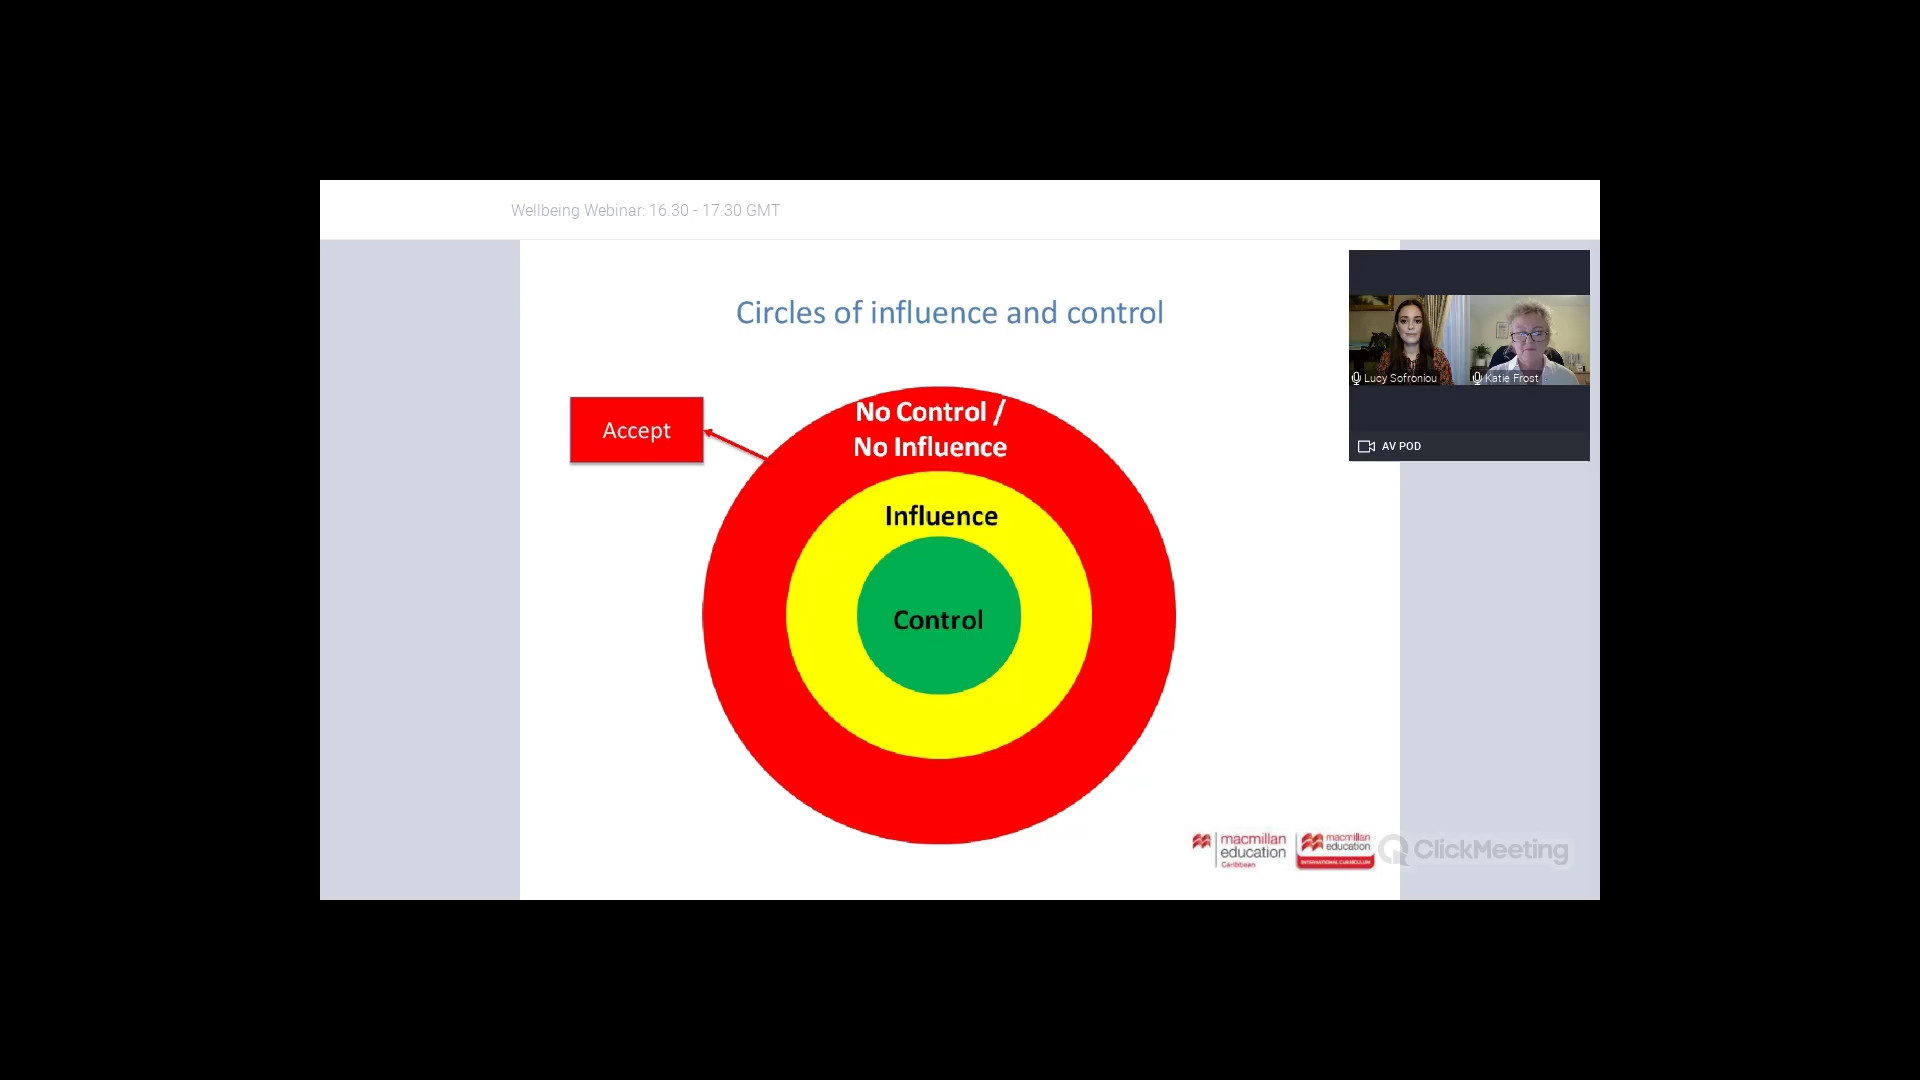 Wellbeing Webinar: 16.30 - 17.30 GMT
Circles of influence and control
Accept
No Control /
No Influence
Influence
Control
Lucy Sofroniou
Katie Frost
AV POD
macmillan
education
Caribbean
macmillan
education
INTERNATIONAL CURRICULUM
ClickMeeting